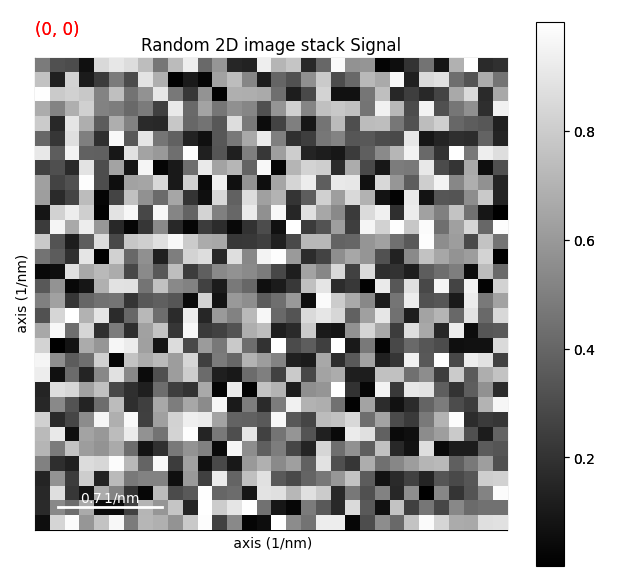 (0, 0)
Random 2D image stack Signal
axis (1/nm)
0.7 1/nm
axis (1/nm)
0.8
0.6
0.4
0.2